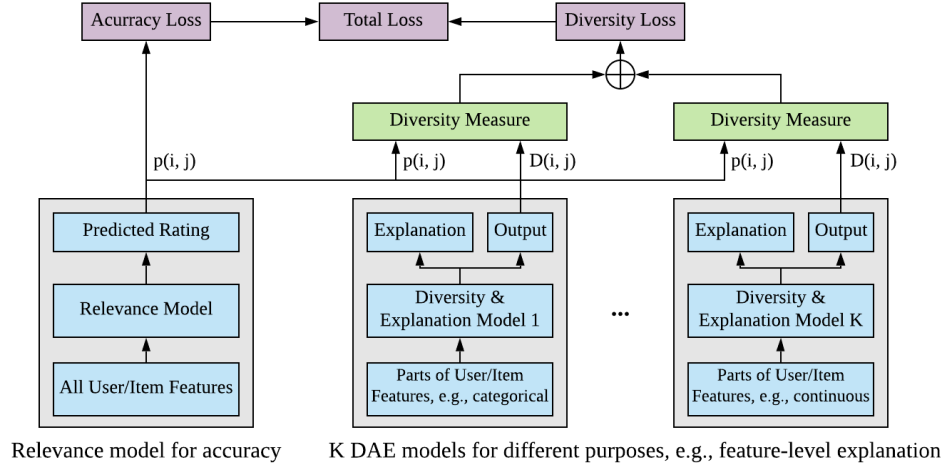 Acurracy Loss
Total Loss
Diversity Loss
Diversity Measure
Diversity Measure
p(i, j)
p(i, j)
D(i, j)
p(i, j)
D(i, j)
Predicted Rating
Explanation
Output
Explanation
Output
Relevance Model
Diversity &
Explanation Model 1
...
Diversity &
Explanation Model K
All User/Item Features
Parts of User/Item
Features, e.g., categorical
Parts of User/Item
Features, e.g., continuous
Relevance model for accuracy
K DAE models for different purposes, e.g., feature-level explanation